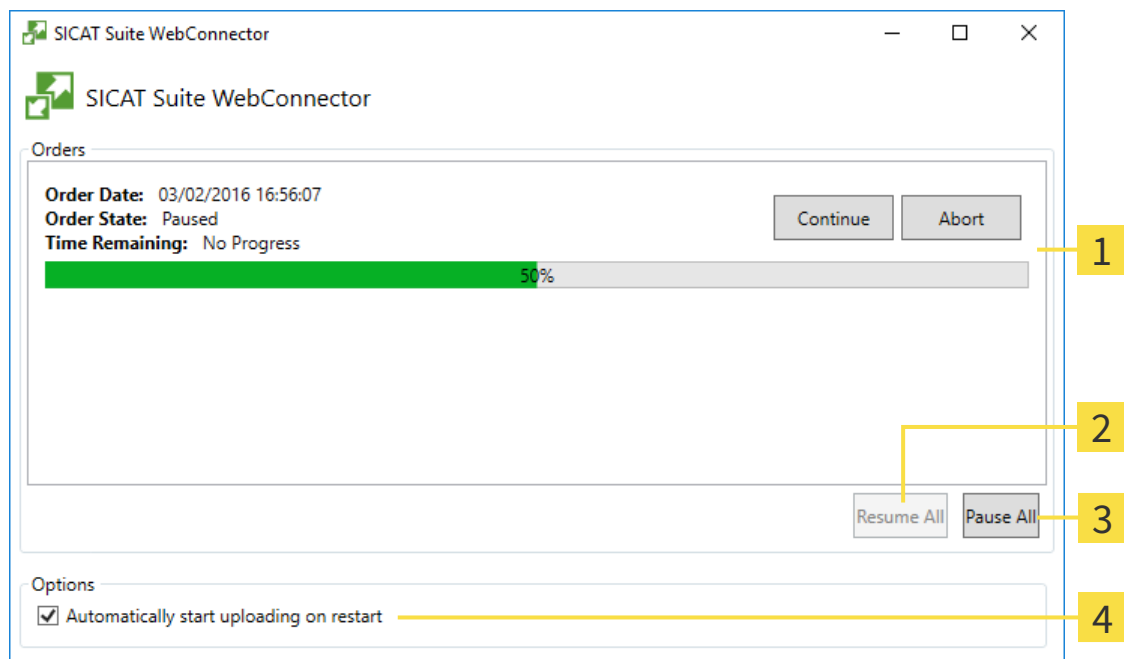 SICAT Suite WebConnector
SICAT Suite WebConnector
Orders
Order Date: 03/02/2016 16:56:07
Order State: Paused
Continue Abort
Time Remaining: No Progress
1
50%
2
Resume All Pause All
3
Options
Automatically start uploading on restart
4